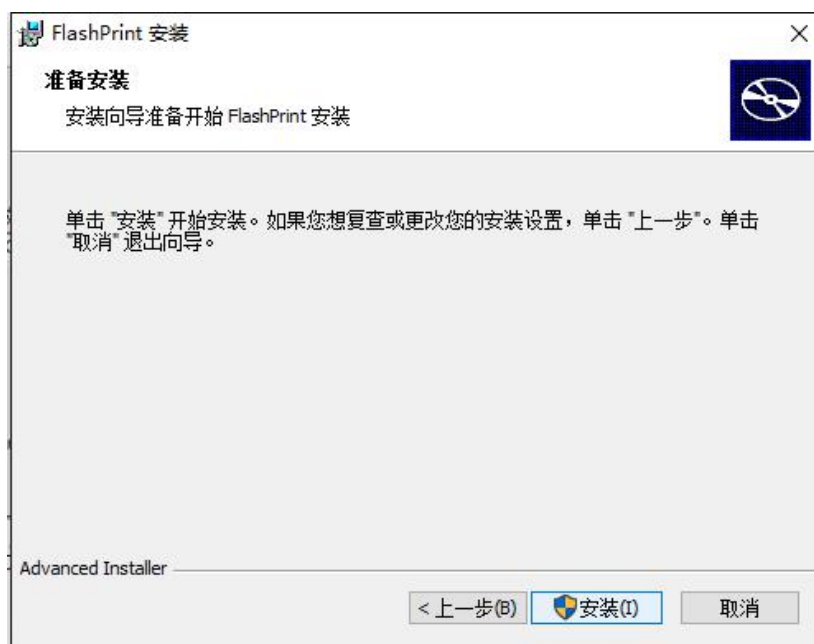 FlashPrint 安装
准备安装
安装向导准备开始 FlashPrint 安装
单击 "安装" 开始安装。如果您想复查或更改您的安装设置，单击 "上一步"。单击
"取消" 退出向导。
Advanced Installer
< 上一步(B) 安装(I) 取消